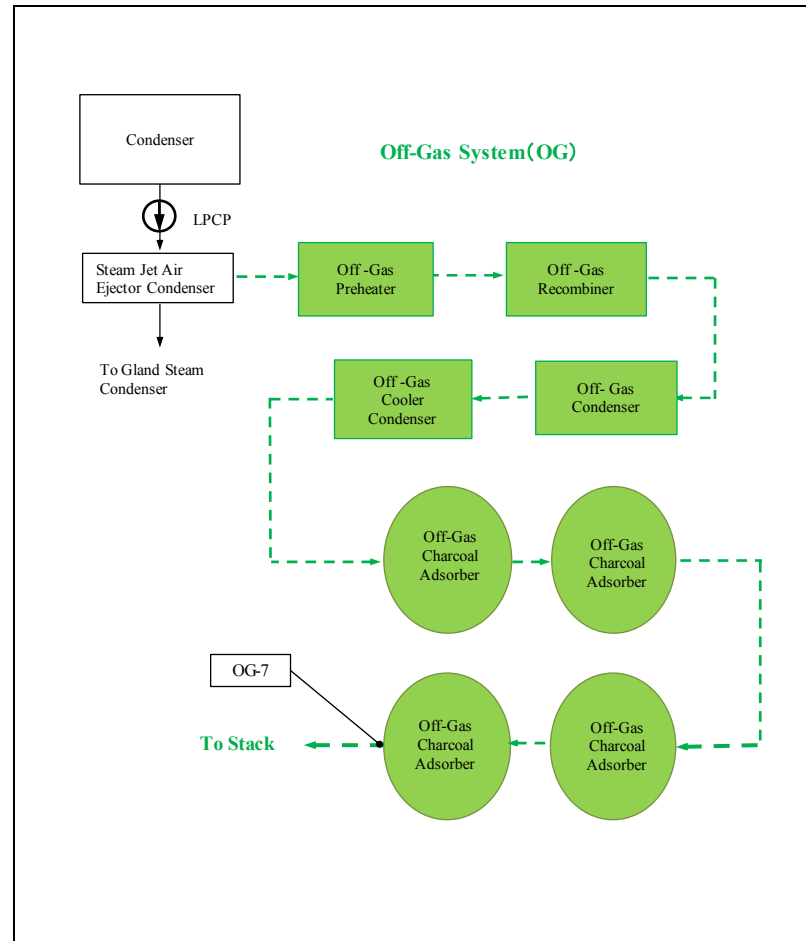 Condenser
Off-Gas System(OG)
LPCP
Steam Jet Air
Ejector Condenser
Off -Gas
Preheater
Off -Gas
Recombiner
To Gland Steam
Condenser
Off -Gas
Cooler
Condenser
Off- Gas
Condenser
Off-Gas
Charcoal
Adsorber
Off-Gas
Charcoal
Adsorber
OG-7
To Stack
Off-Gas
Charcoal
Adsorber
Off-Gas
Charcoal
Adsorber